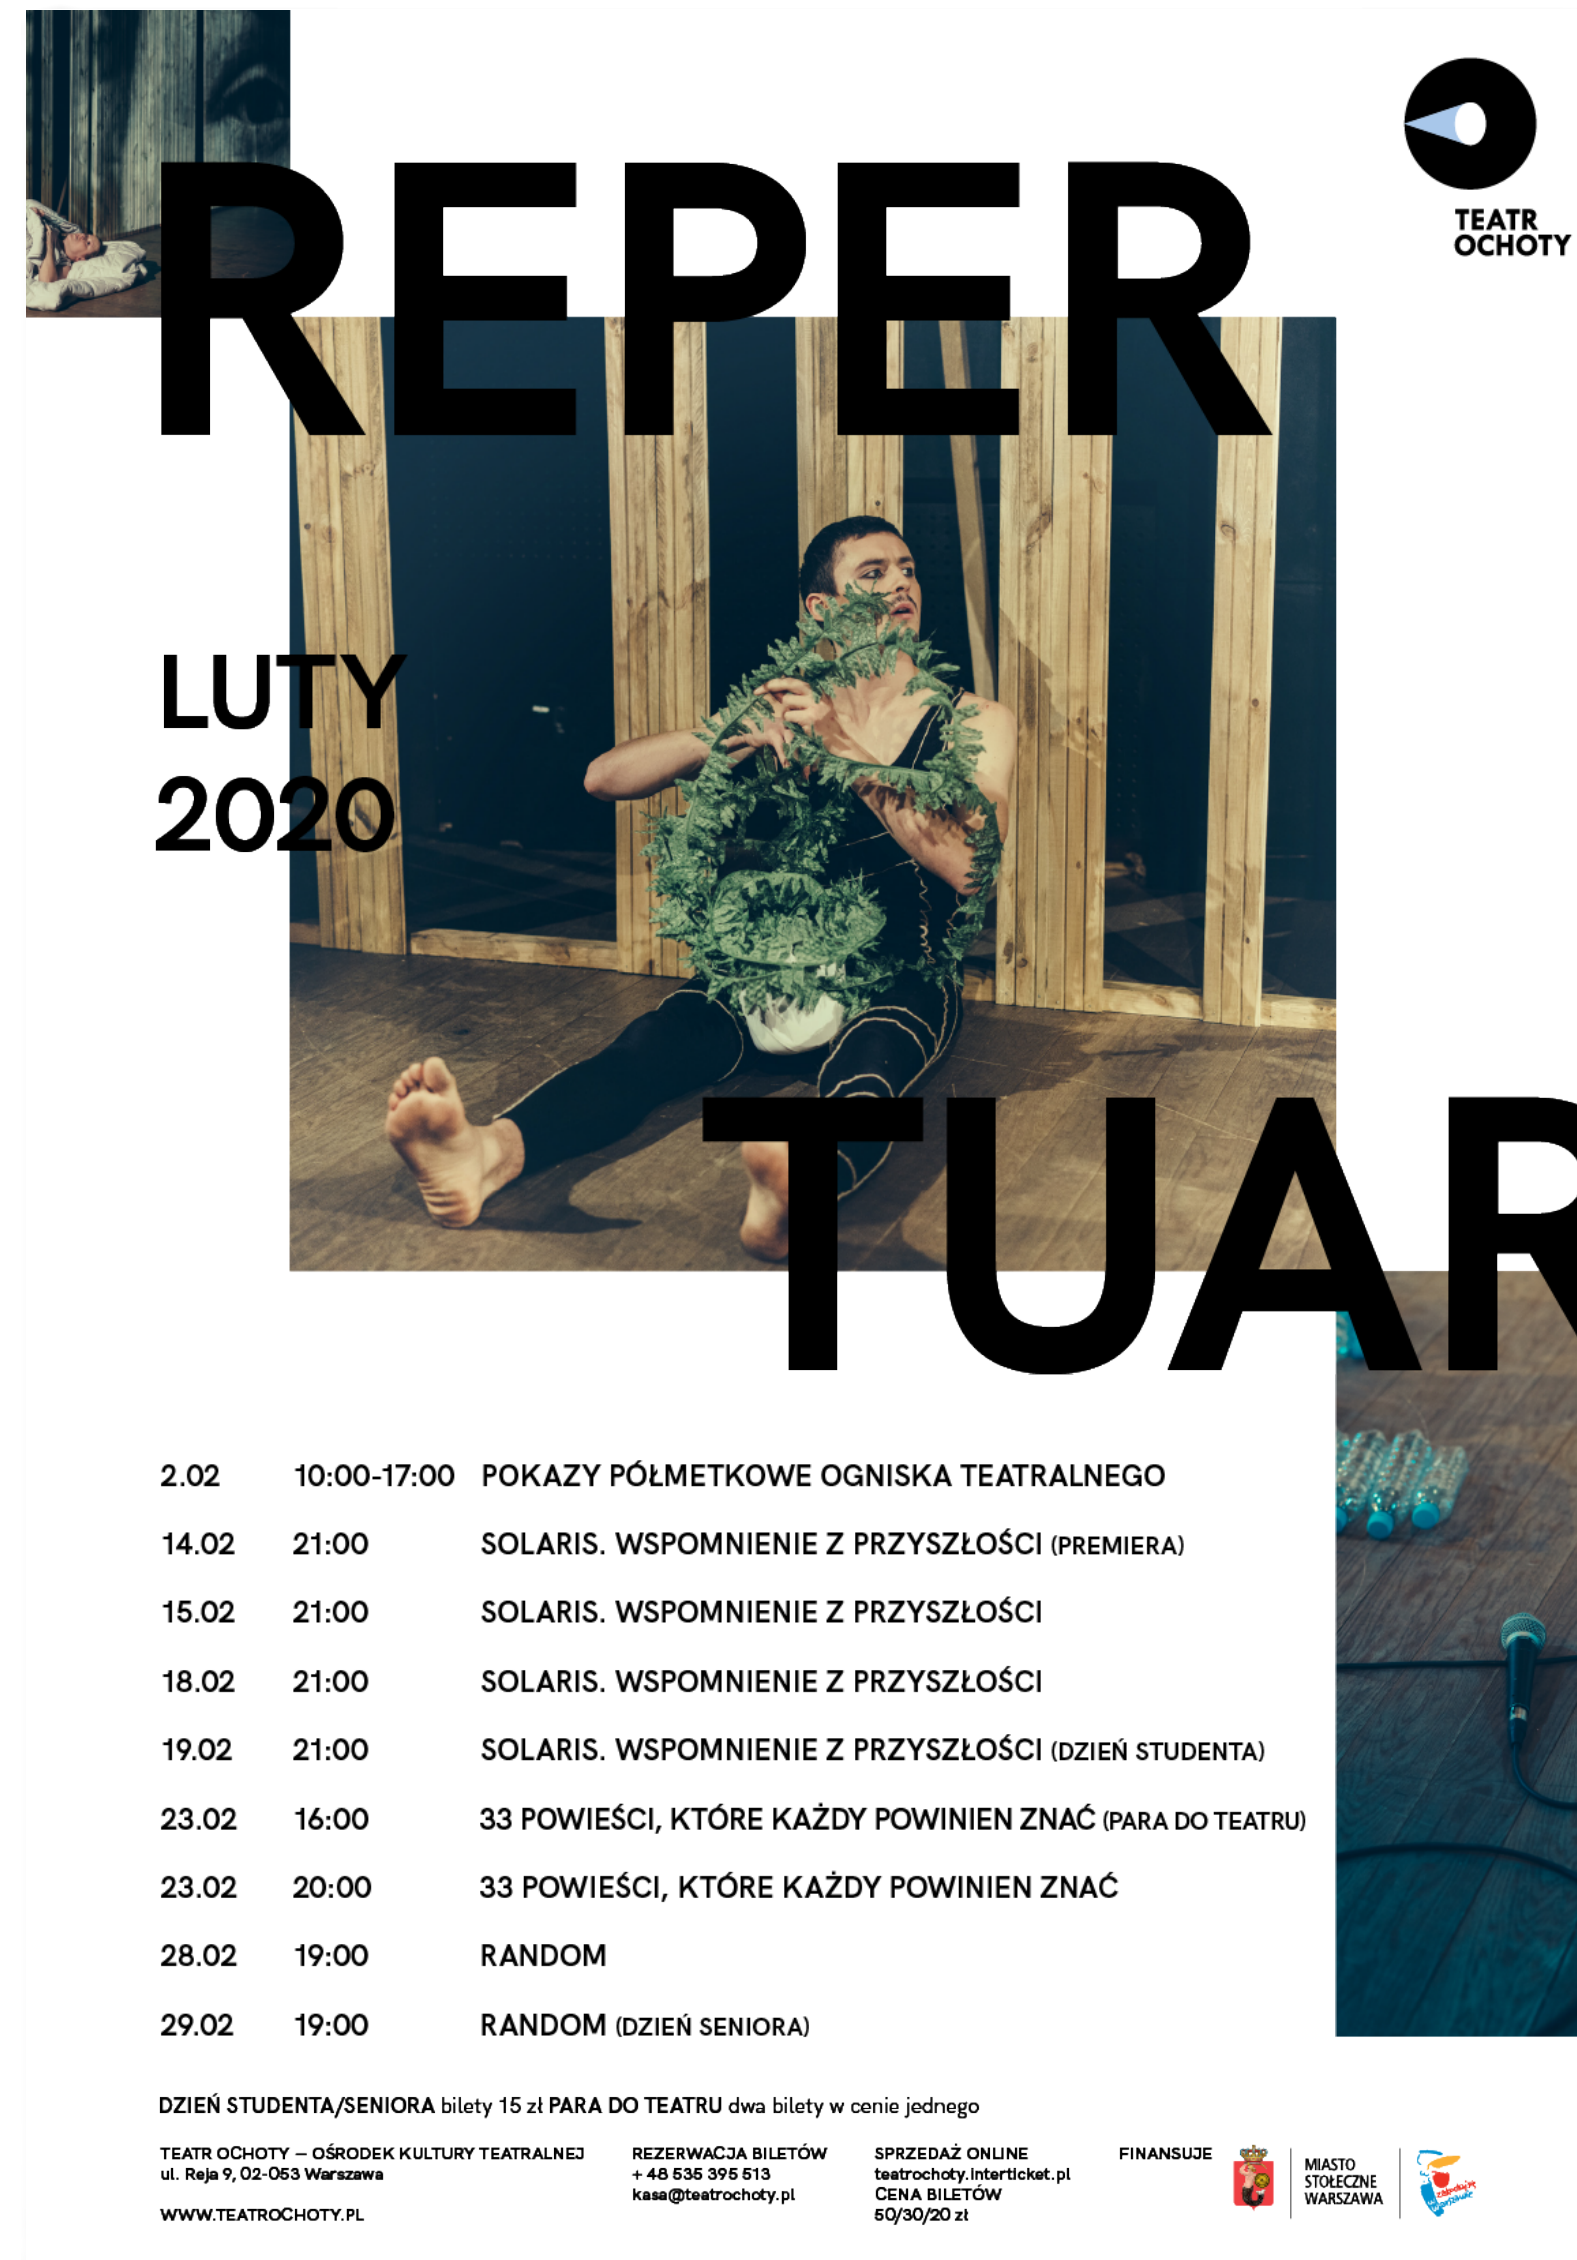 TEATR
OCHOTY
REPER
LUTY
2020
TUAR
2.02 10:00-17:00 POKAZY PÓŁMETKOWE OGNISKA TEATRALNEGO
14.02 21:00 SOLARIS. WSPOMNIENIE Z PRZYSZŁOŚCI (PREMIERA)
15.02 21:00 SOLARIS. WSPOMNIENIE Z PRZYSZŁOŚCI
18.02 21:00 SOLARIS. WSPOMNIENIE Z PRZYSZŁOŚCI
19.02 21:00 SOLARIS. WSPOMNIENIE Z PRZYSZŁOŚCI (DZIEŃ STUDENTA)
23.02 16:00 33 POWIEŚCI, KTÓRE KAŻDY POWINIEN ZNAĆ (PARA DO TEATRU)
23.02 20:00 33 POWIEŚCI, KTÓRE KAŻDY POWINIEN ZNAĆ
28.02 19:00 RANDOM
29.02 19:00 RANDOM (DZIEŃ SENIORA)
DZIEŃ STUDENTA/SENIORA bilety 15 zł PARA DO TEATRU dwa bilety w cenie jednego
TEATR OCHOTY – OŚRODEK KULTURY TEATRALNEJ
ul. Reja 9, 02-053 Warszawa
WWW.TEATROCHOTY.PL
REZERWACJA BILETÓW
+ 48 535 395 513
kasa@teatrochoty.pl
SPRZEDAŻ ONLINE
teatrochoty.interticket.pl
CENA BILETÓW
50/30/20 zł
FINANSUJE
MIASTO
STOŁECZNE
WARSZAWA
zakochaj się
w warszawie